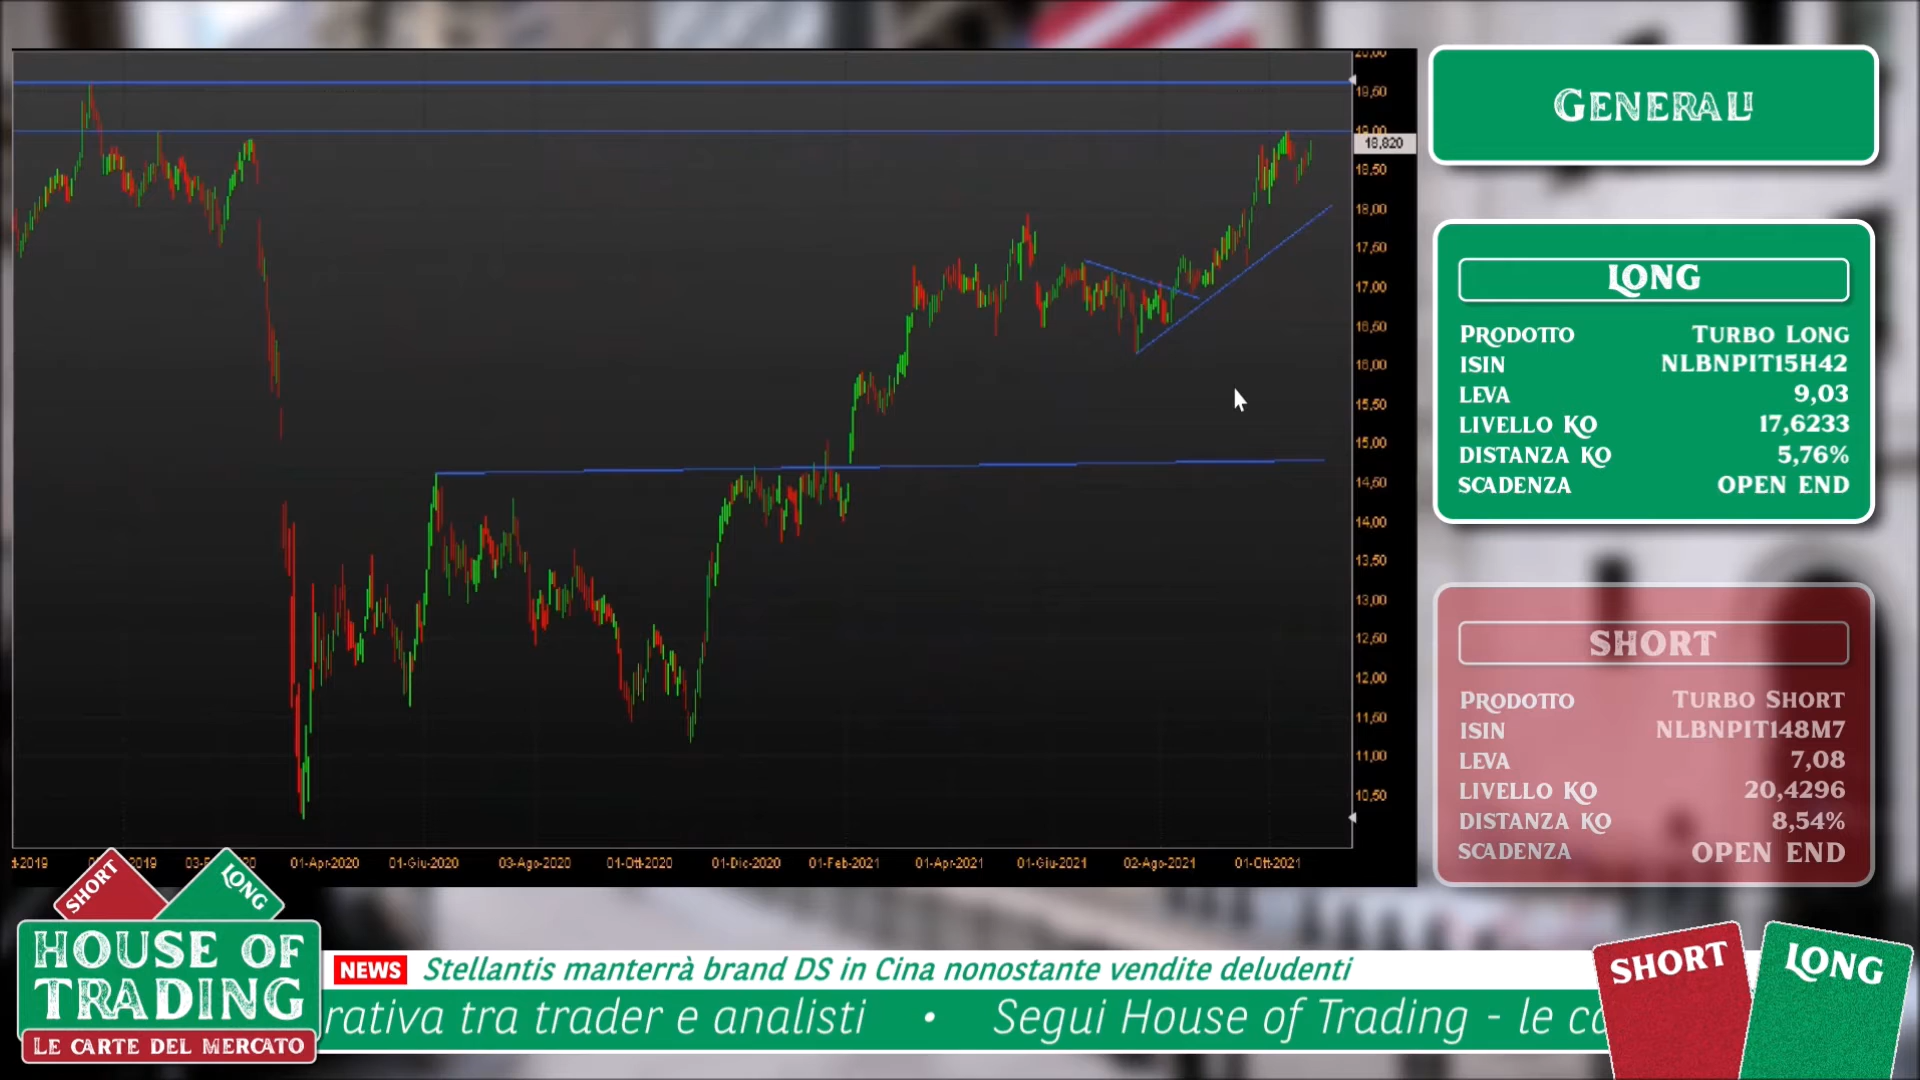 GENERALI
20,00
19,50
19,00
18,820
18,50
18,00
17,50
17,00
16,50
16,00
15,50
15,00
14,50
14,00
13,50
13,00
12,50
12,00
11,50
11,00
10,50
2019
01-Apr-2020
01-Giu-2020
03-Ago-2020
01-Ott-2020
01-Dic-2020
01-Feb-2021
01-Apr-2021
01-Giu-2021
02-Ago-2021
01-Ott-2021
LONG
PRODOTTO TURBO LONG
ISIN NLBNPIT15H42
LEVA 9,03
LIVELLO KO 17,6233
DISTANZA KO 5,76%
SCADENZA OPEN END
SHORT
PRODOTTO TURBO SHORT
ISIN NLBNPIT148M7
LEVA 7,08
LIVELLO KO 20,4296
DISTANZA KO 8,54%
SCADENZA OPEN END
SHORT LONG
HOUSE OF
TRADING
LE CARTE DEL MERCATO
NEWS Stellantis manterrà brand DS in Cina nonostante vendite deludenti
rativa tra trader e analisti • Segui House of Trading - le ca
SHORT LONG